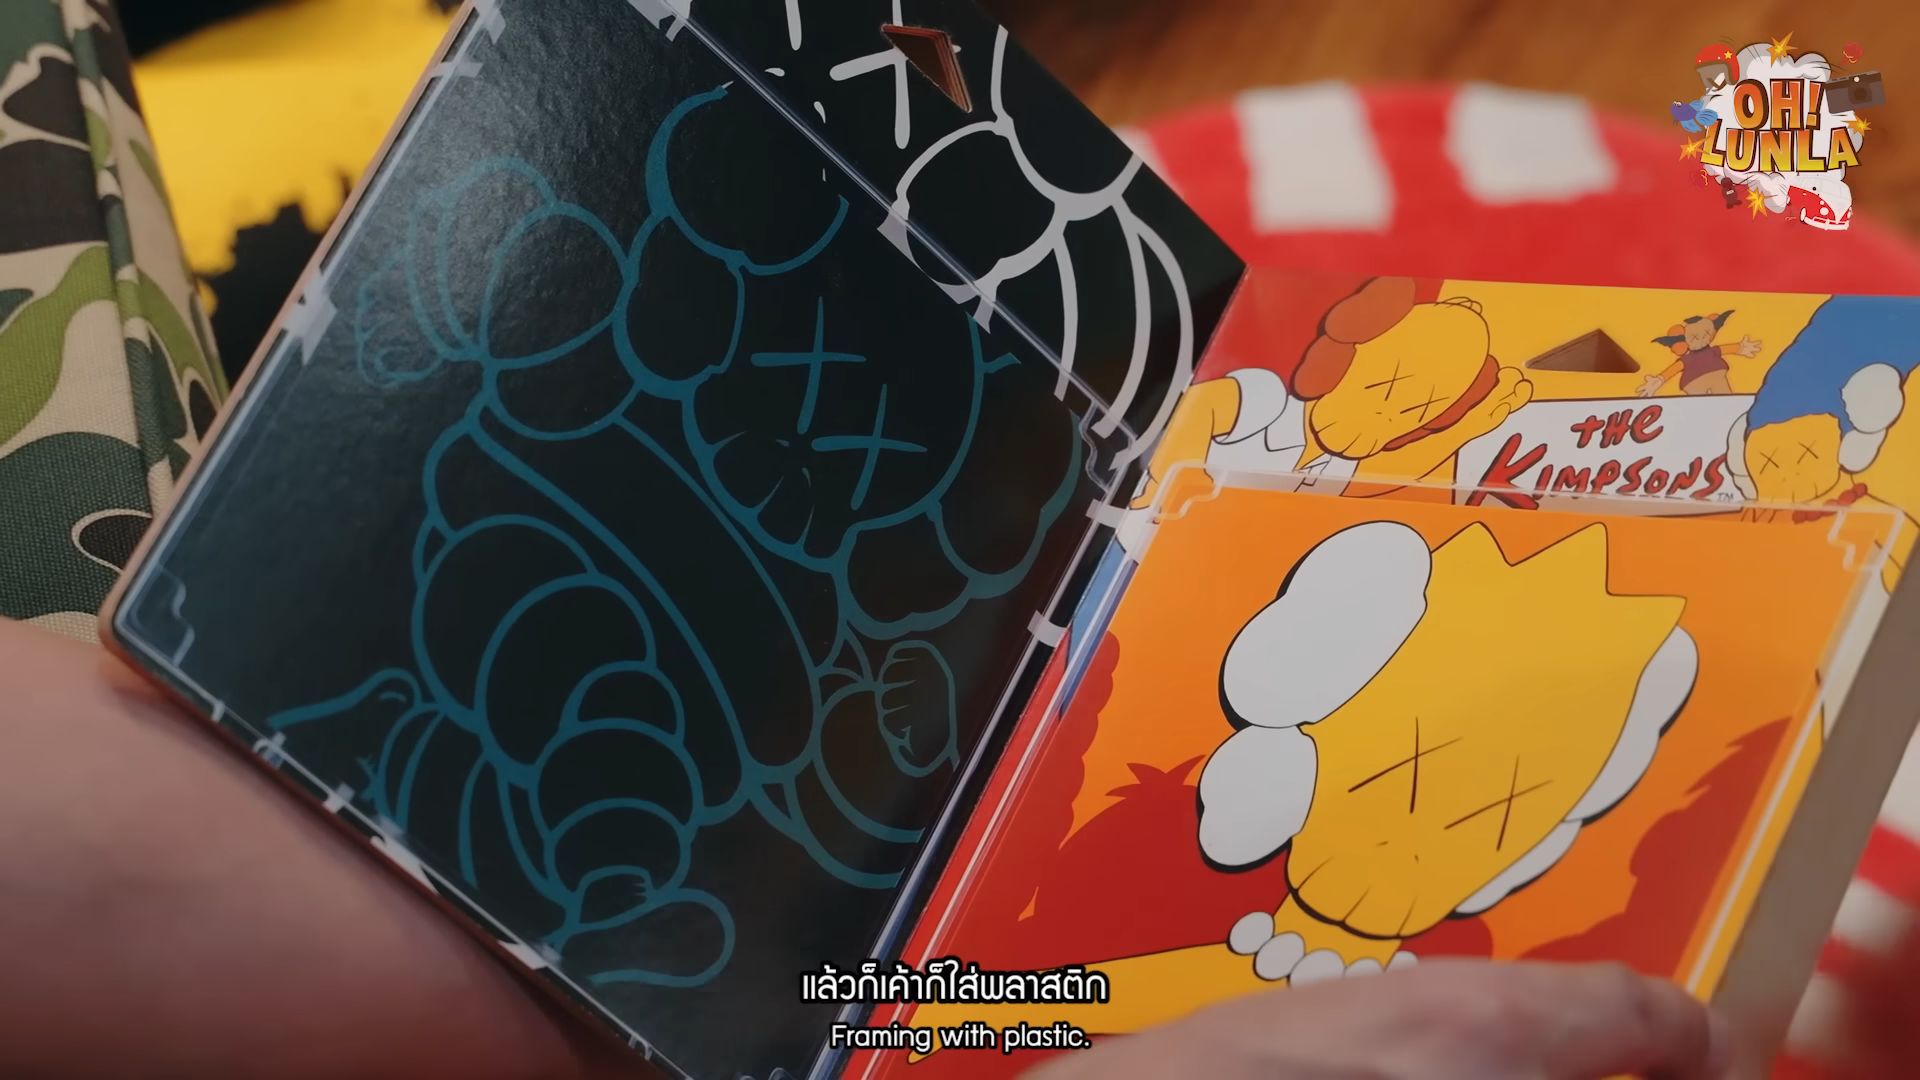 OH!
LUNLA
THE
KIMPSONS™
แล้วก็เค้าก็ใส่พลาสติก
Framing with plastic.